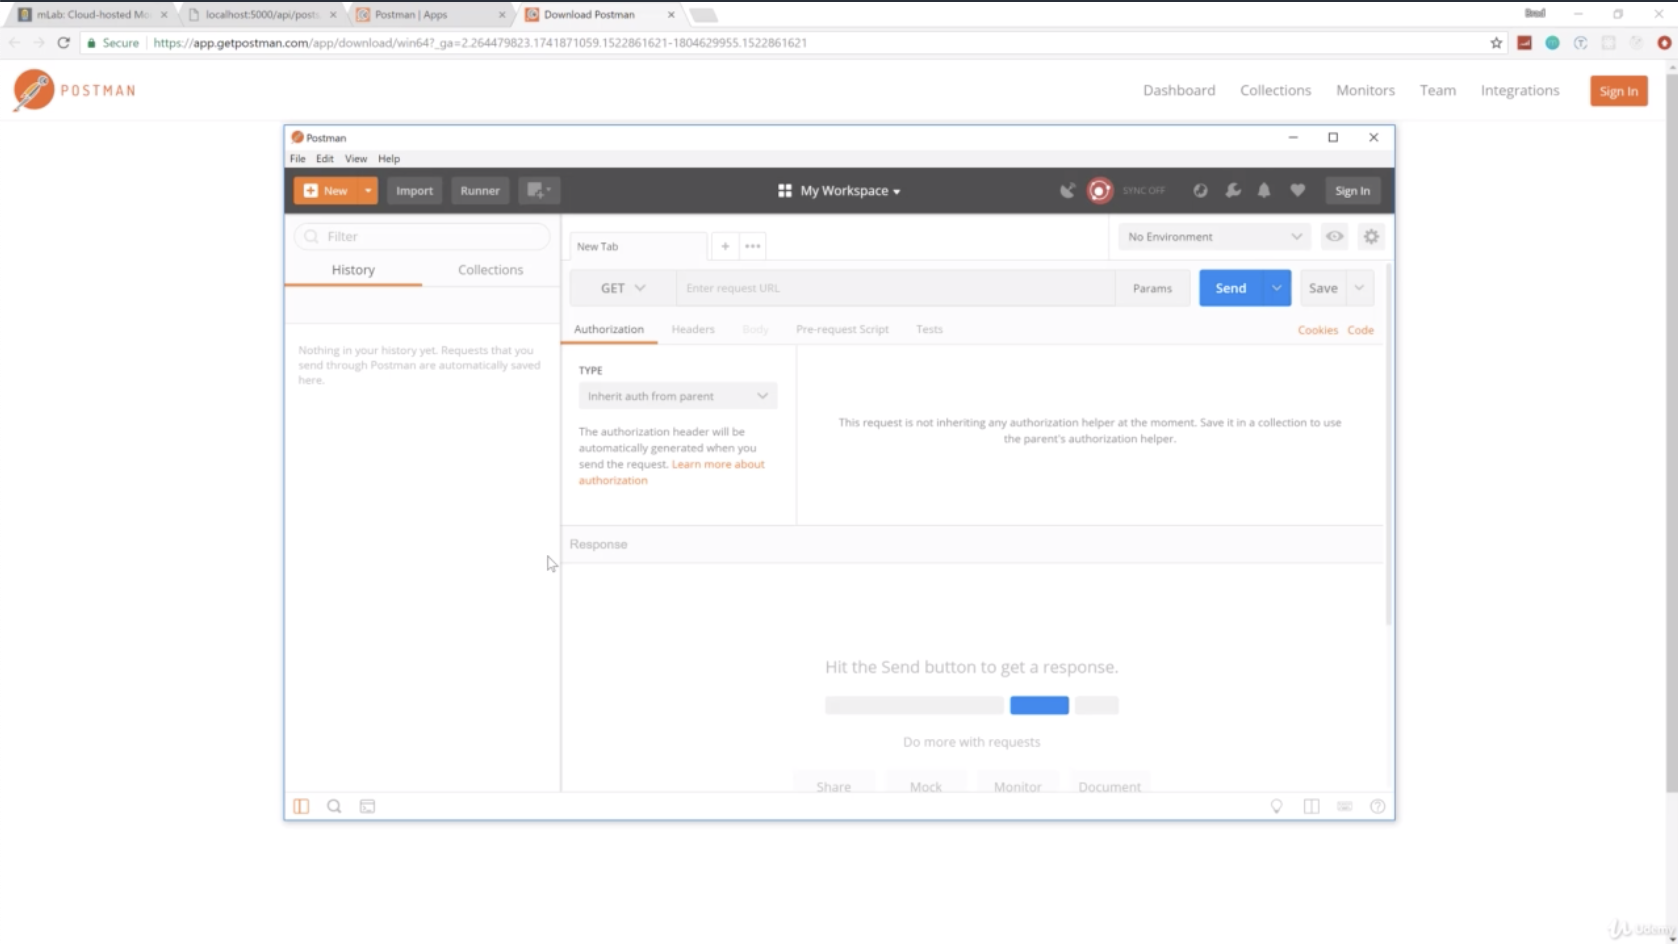 mLab: Cloud-hosted Mo
localhost:5000/api/posts
Postman | Apps
Download Postman
Brad
Secure
https://app.getpostman.com/app/download/win64?_ga=2.264479823.1741871059.1522861621-1804629955.1522861621
POSTMAN
Dashboard
Collections
Monitors
Team
Integrations
Sign In
Postman
File
Edit
View
Help
New
Import
Runner
My Workspace
SYNC OFF
Sign In
Filter
History
Collections
Nothing in your history yet. Requests that you
send through Postman are automatically saved
here.
New Tab
No Environment
GET
Enter request URL
Params
Send
Save
Authorization
Headers
Body
Pre-request Script
Tests
Cookies
Code
TYPE
Inherit auth from parent
The authorization header will be
automatically generated when you
send the request. Learn more about
authorization
This request is not inheriting any authorization helper at the moment. Save it in a collection to use
the parent's authorization helper.
Response
Hit the Send button to get a response.
Do more with requests
Share
Mock
Monitor
Document
Udemy